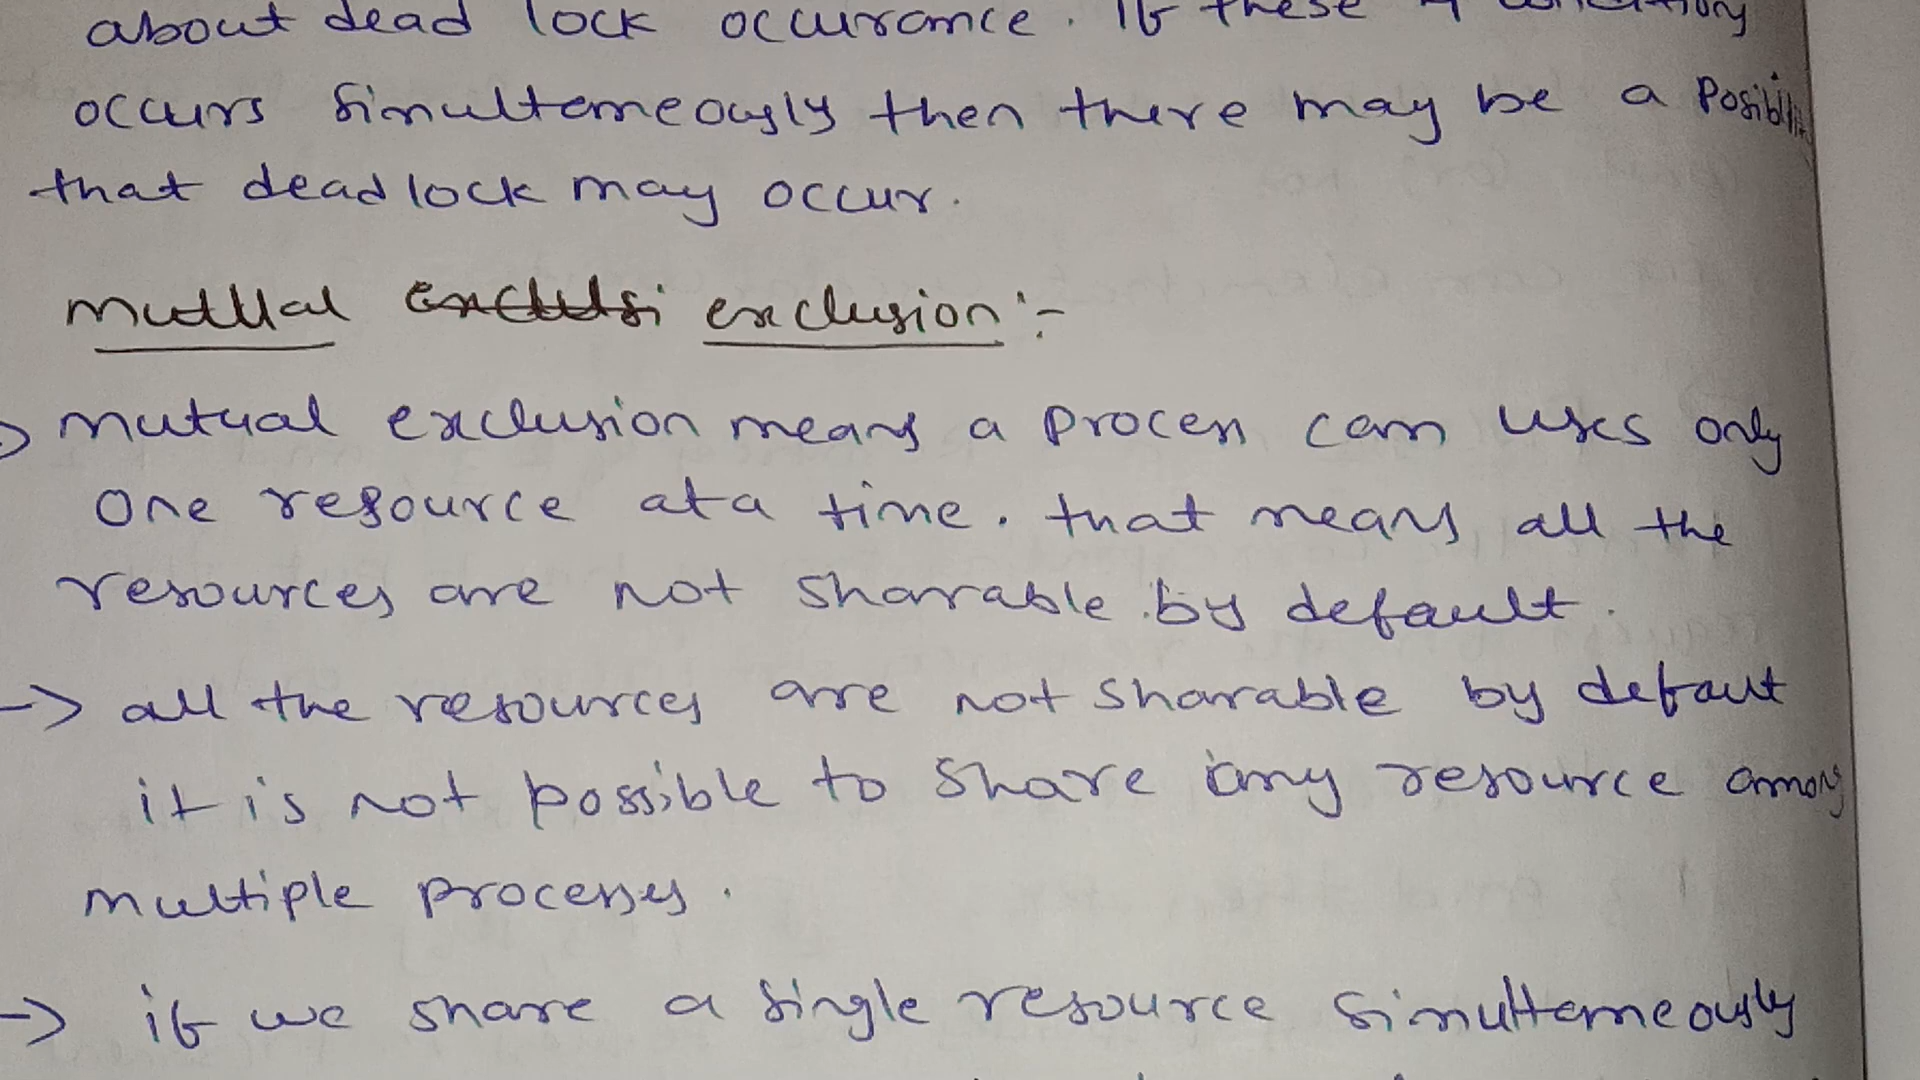 about dead lock occurance. If these 4
occurs simultaneously then there may be a
that deadlock may occur.
mutual exclusion :-
mutual exclusion means a process can uses only
one resource at a time. that means all the
resources are not sharable by default.
-> all the resources are not sharable by default
it is not possible to share any resource among
multiple processes.
-> if we share a single resource simultaneously